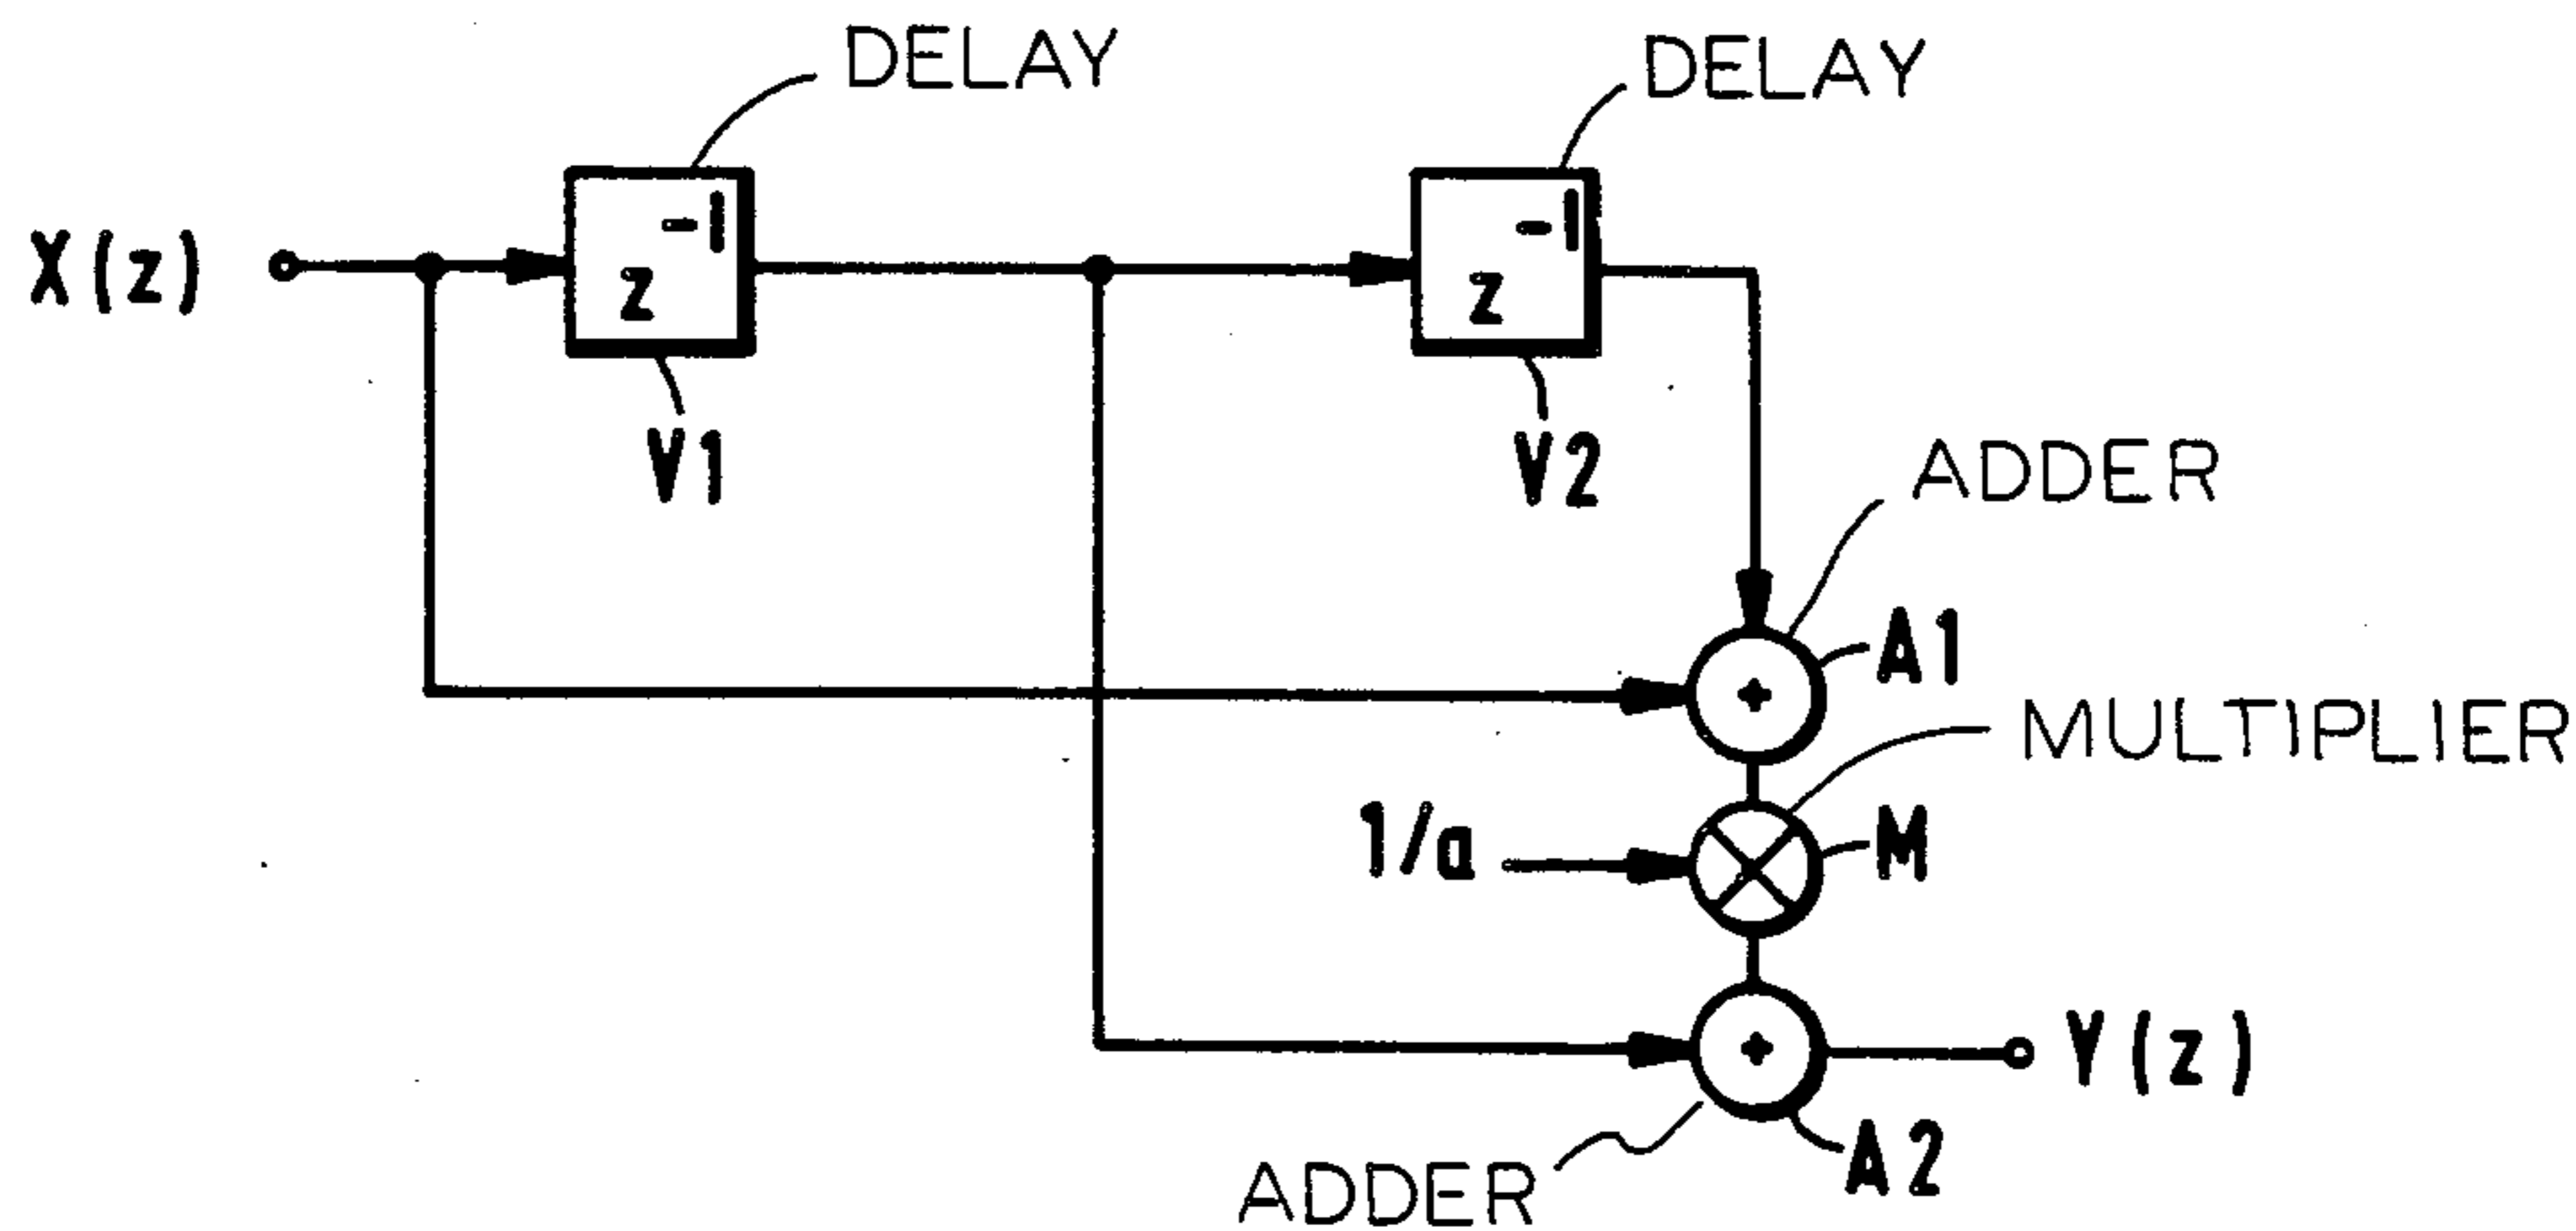 DELAY
DELAY
X(z)
z⁻¹
z⁻¹
V1
V2
ADDER
A1
MULTIPLIER
1/a
M
+
+
Y(z)
A2
ADDER